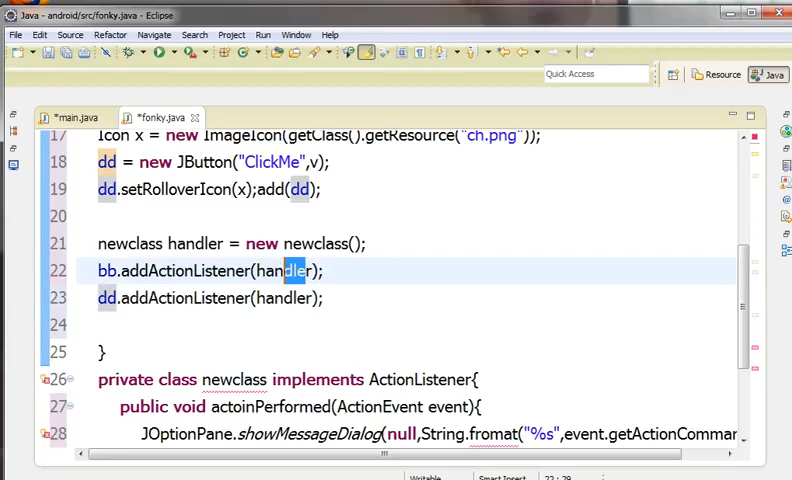 Java - android/src/fonky.java - Eclipse
File Edit Source Refactor Navigate Search Project Run Window Help
Quick Access Resource Java
*main.java *fonky.java
17 Icon x = new ImageIcon(getClass().getResource("ch.png"));
18 dd = new JButton("ClickMe",v);
19 dd.setRolloverIcon(x);add(dd);
20
21 newclass handler = new newclass();
22 bb.addActionListener(handler);
23 dd.addActionListener(handler);
24
25 }
26 private class newclass implements ActionListener{
27 public void actoinPerformed(ActionEvent event){
28 JOptionPane.showMessageDialog(null,String.fromat("%s",event.getActionComma
Writable Smart Insert 22 : 29